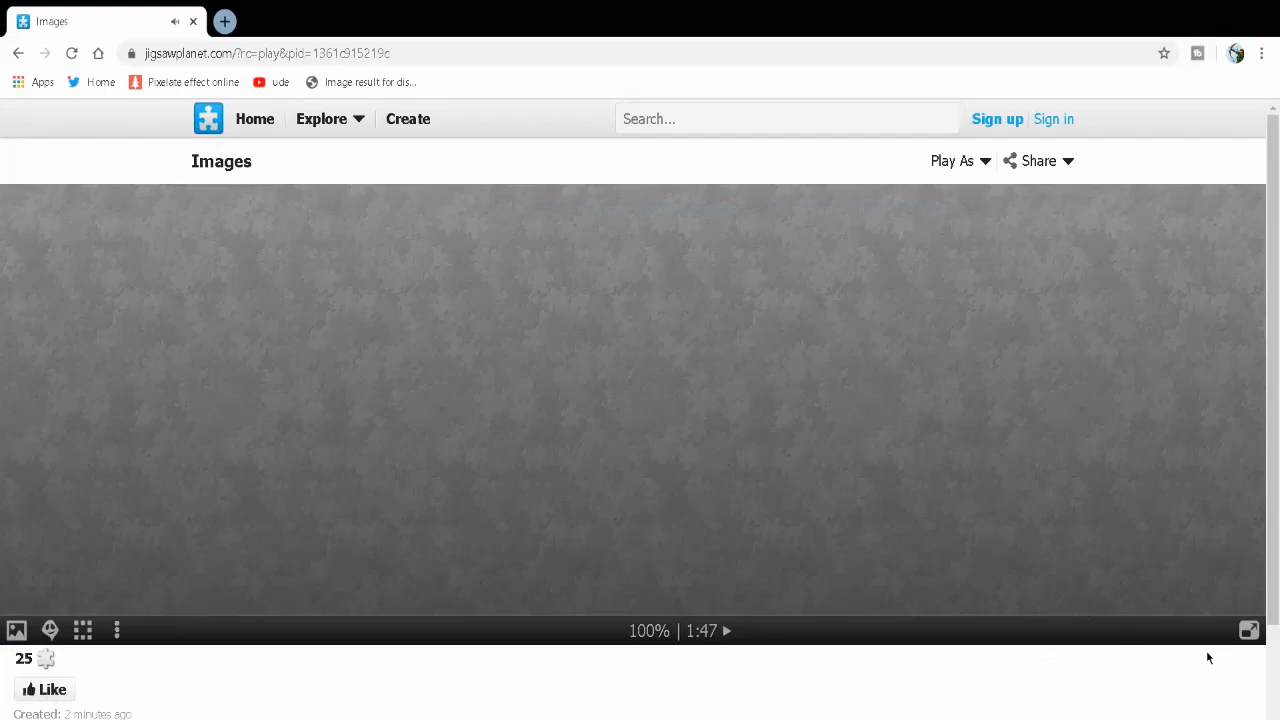 Images
jigsawplanet.com/?rc=play&pid=1361c915219c
Apps Home Pixelate effect online ude Image result for dis...
Home Explore Create Search... Sign up Sign in
Images Play As Share
100% | 1:47
25
Like
Created: 2 minutes ago